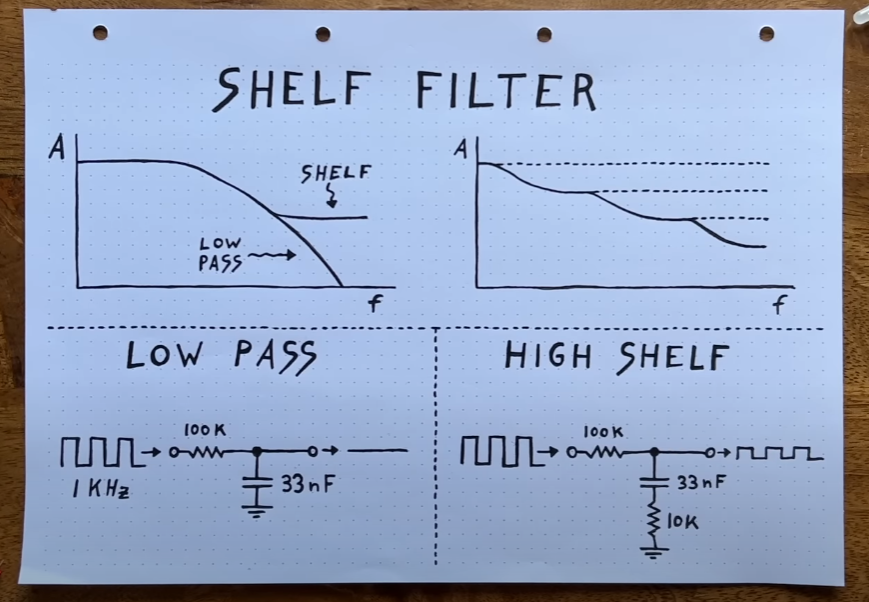 SHELF FILTER
A
SHELF
LOW
PASS
f
A
f
LOW PASS
100K
1KHz
33nF
HIGH SHELF
100K
33nF
10K